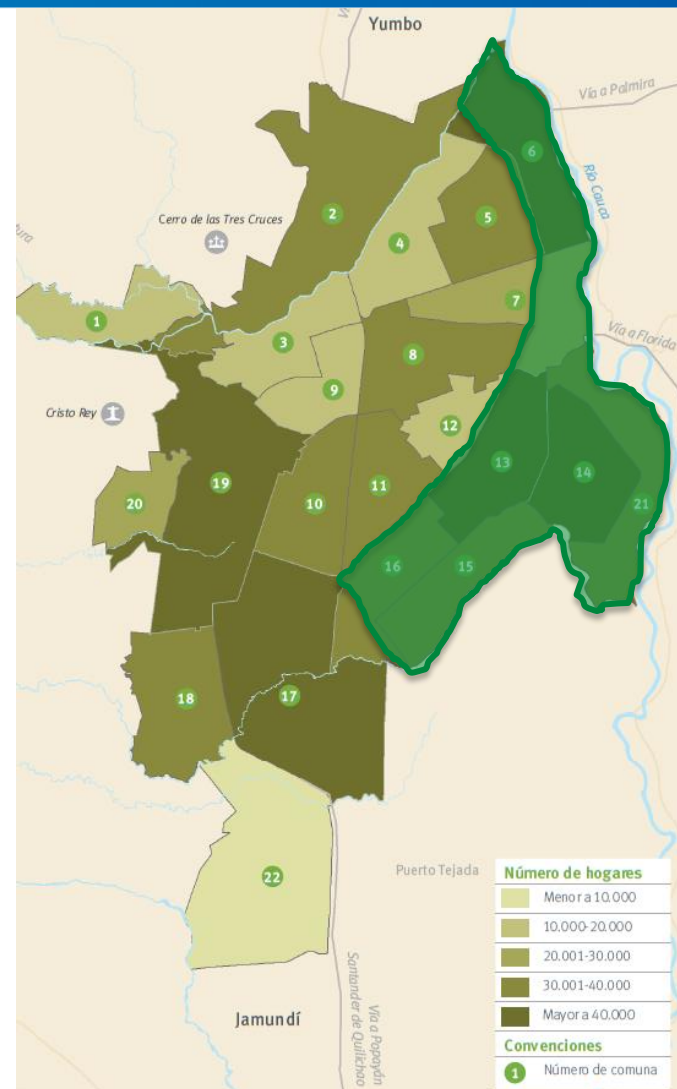 Yumbo
Vía a Palmira
6
Río Cauca
2
Cerro de las Tres Cruces
5
4
tura
7
1
3
8
Vía a Florida
9
Cristo Rey
12
13
14
19
11
20
10
21
16
15
18
17
22
Puerto Tejada
Jamundí
Santander de Quilichao
Vía a Popayán
Número de hogares
Menor a 10.000
10.000-20.000
20.001-30.000
30.001-40.000
Mayor a 40.000
Convenciones
1 Número de comuna